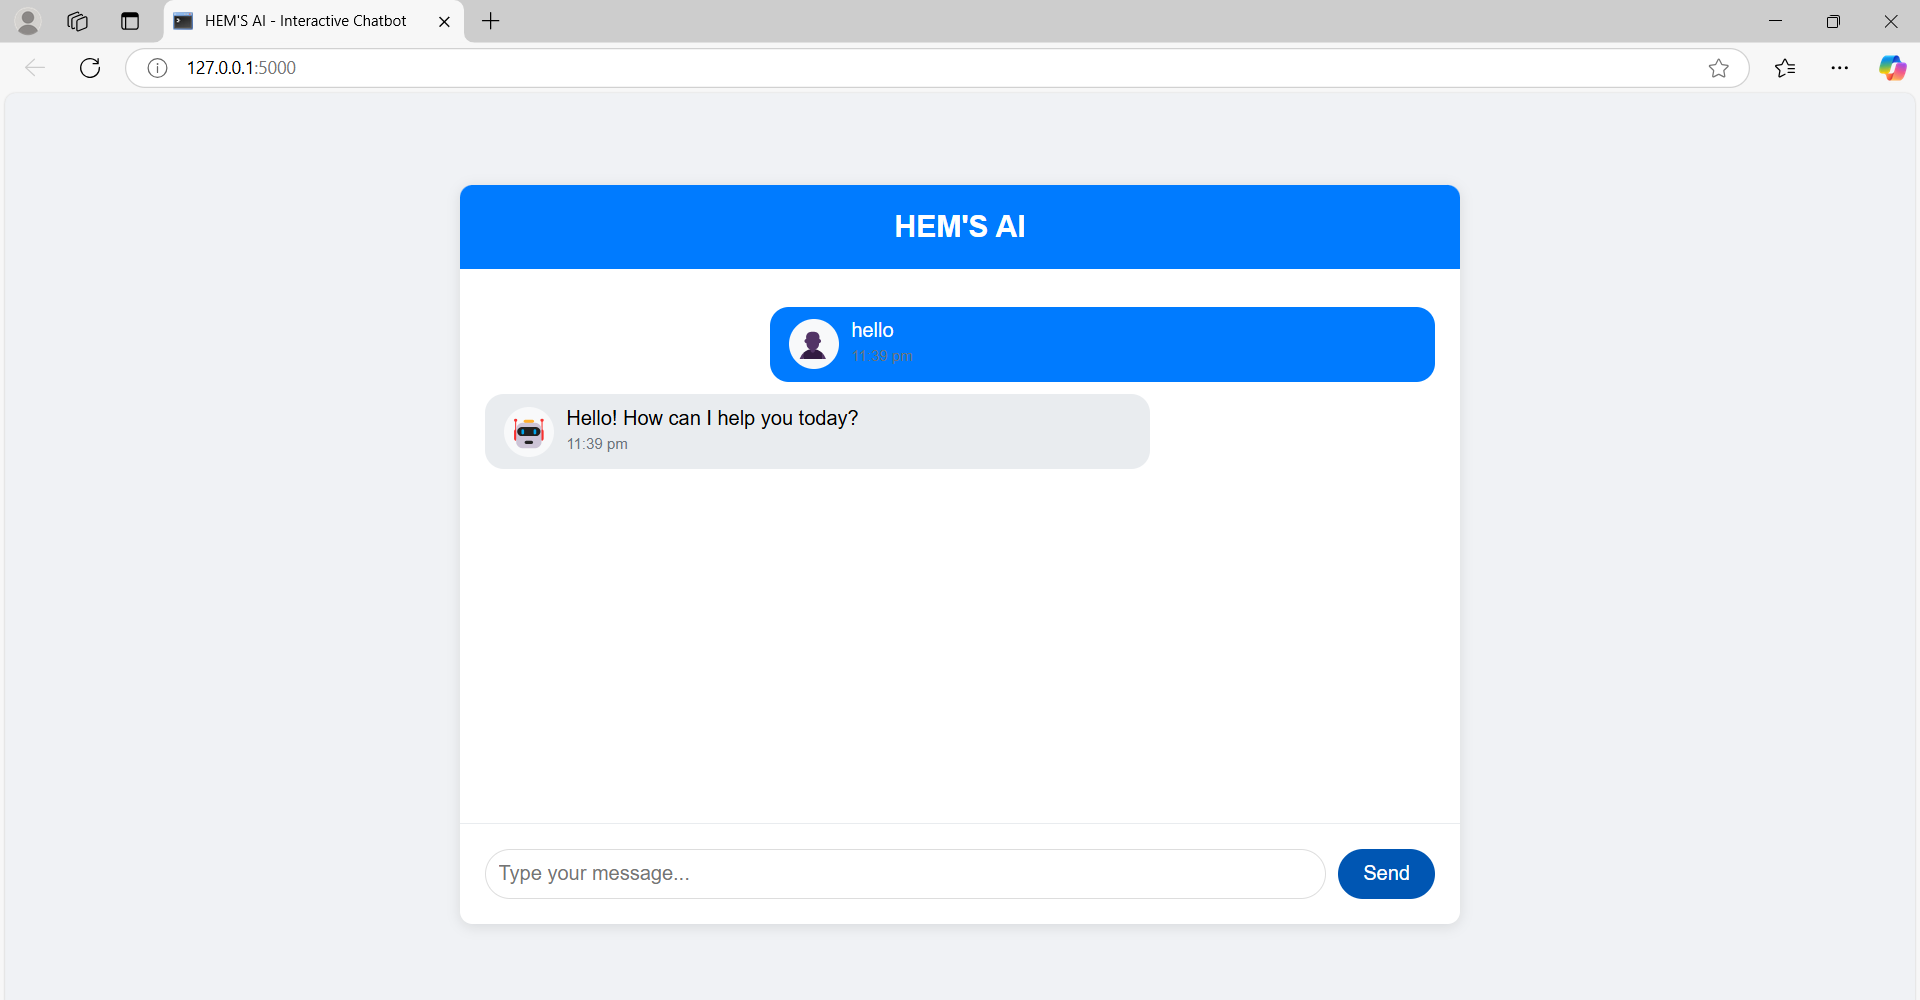 HEM'S AI - Interactive Chatbot
127.0.0.1:5000
HEM'S AI
hello
11:39 pm
Hello! How can I help you today?
11:39 pm
Type your message...
Send